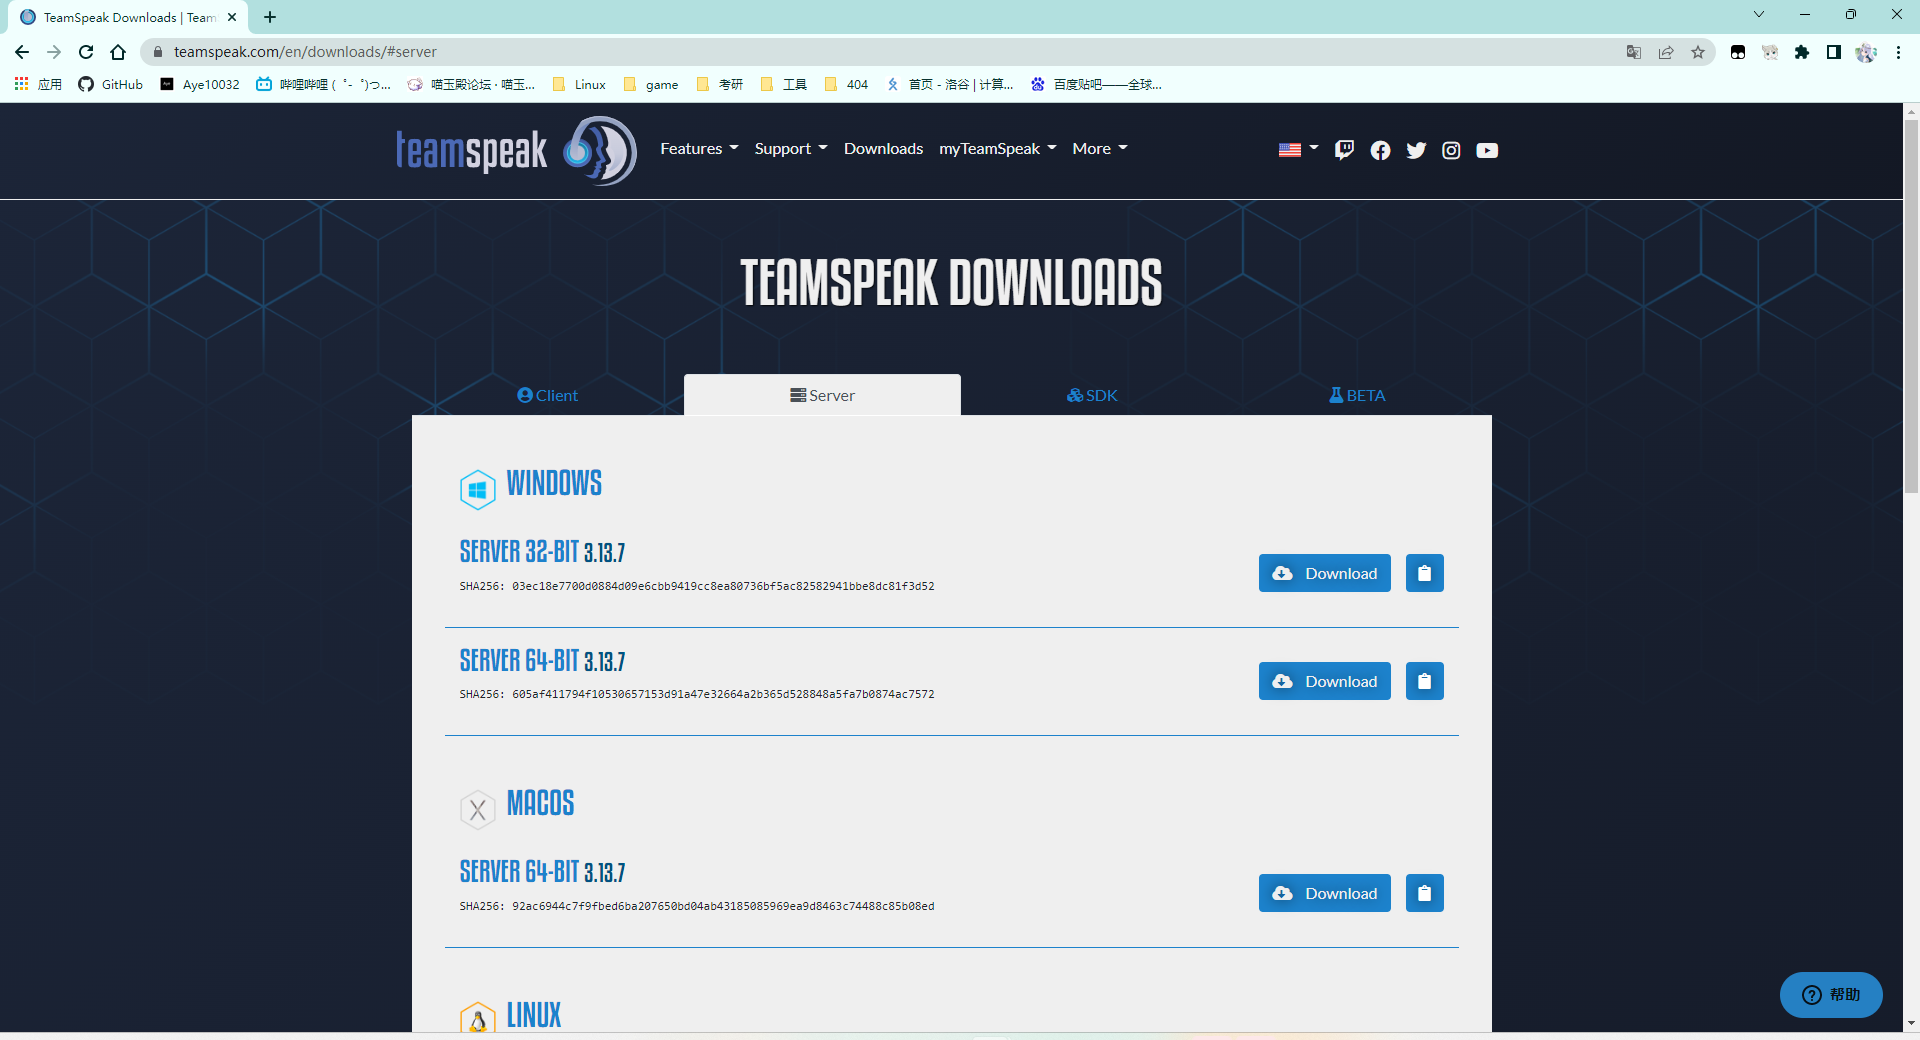 TeamSpeak Downloads | Team
teamspeak.com/en/downloads/#server
应用
GitHub
Aye10032
哔哩哔哩 ( ゜- ゜)つ...
喵玉殿论坛 · 喵玉...
Linux
game
考研
工具
404
首页 - 洛谷 | 计算...
百度贴吧——全球...
teamspeak
Features
Support
Downloads
myTeamSpeak
More
TEAMSPEAK DOWNLOADS
Client
Server
SDK
BETA
WINDOWS
SERVER 32-BIT 3.13.7
SHA256: 03ec18e7700d0884d09e6cbb9419cc8ea80736bf5ac82582941bbe8dc81f3d52
Download
SERVER 64-BIT 3.13.7
SHA256: 605af411794f10530657153d91a47e32664a2b365d528848a5fa7b0874ac7572
Download
MACOS
SERVER 64-BIT 3.13.7
SHA256: 92ac6944c7f9fbed6ba207650bd04ab43185085969ea9d8463c74488c85b08ed
Download
LINUX
帮助